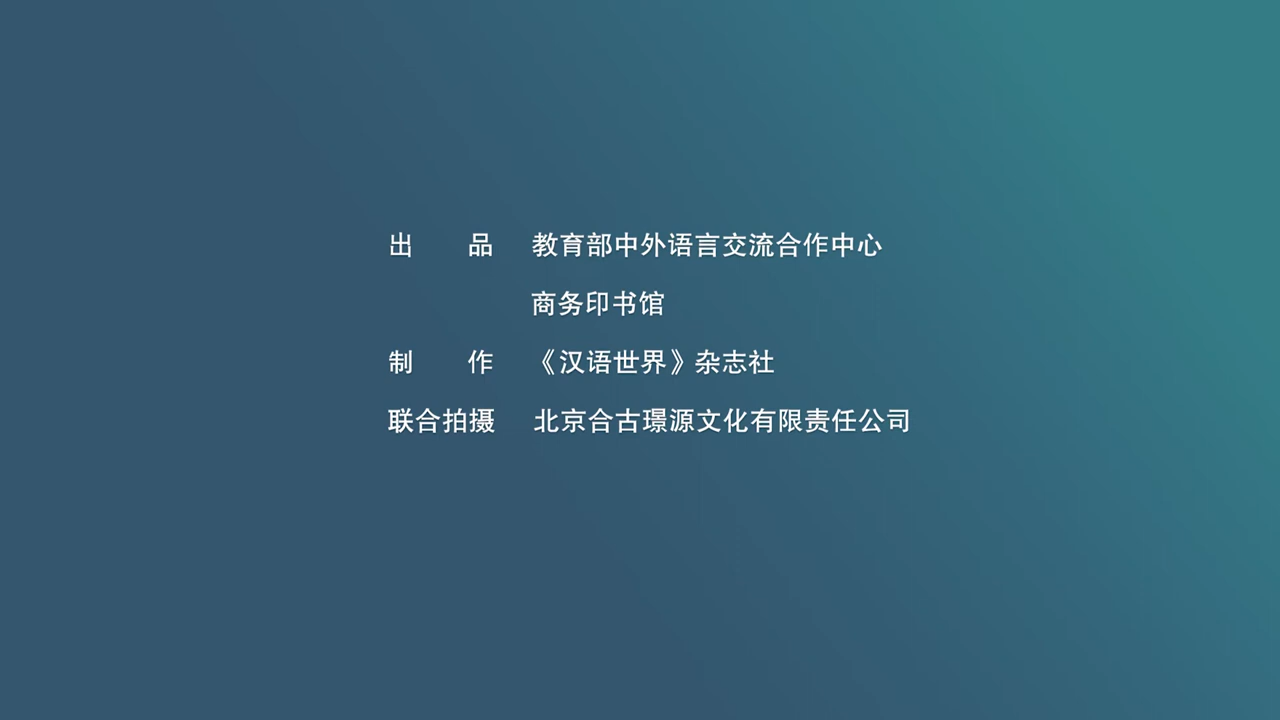 出品 教育部中外语言交流合作中心
商务印书馆
制作 《汉语世界》杂志社
联合拍摄 北京合古璟源文化有限责任公司